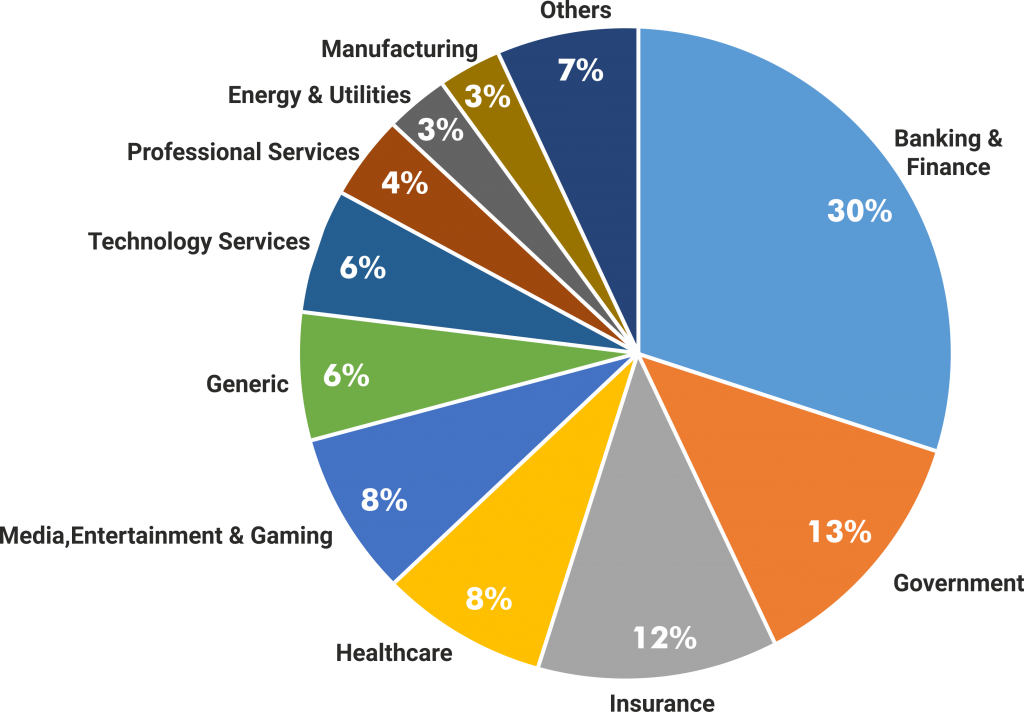 Others
7%
Manufacturing
3%
Energy & Utilities
3%
Professional Services
4%
Technology Services
6%
Generic
6%
Media,Entertainment & Gaming
8%
Healthcare
8%
Insurance
12%
Government
13%
Banking &
Finance
30%